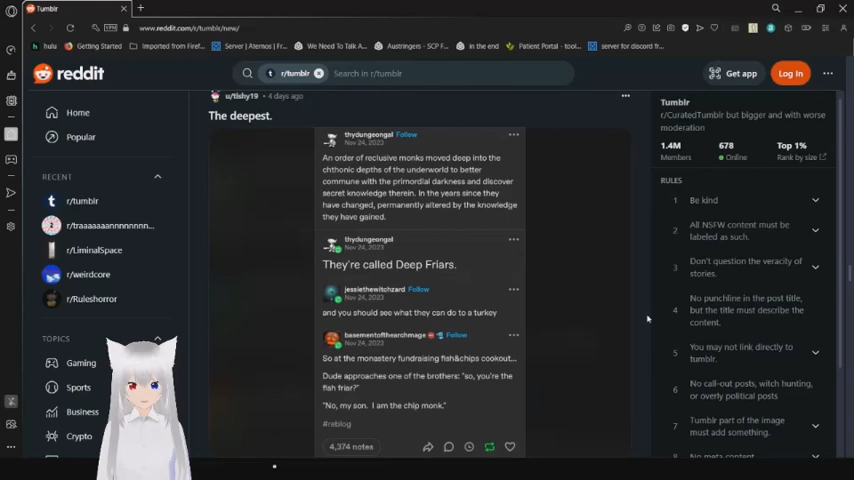 Tumblr
www.reddit.com/r/tumblr/new/
VPN
hulu
Getting Started
Imported from Firef...
Server | Aternos | Fr...
We Need To Talk A...
Austringers - SCP F...
in the end
Patient Portal - tool...
server for discord fr...
reddit
r/tumblr
Search in r/tumblr
Get app
Log In
Home
Popular
RECENT
r/tumblr
r/traaaaaaannnnnnnn...
r/LiminalSpace
r/weirdcore
r/Ruleshorror
TOPICS
Gaming
Sports
Business
Crypto
u/tishy19 • 4 days ago
The deepest.
thydungeongal Follow
Nov 24, 2023
An order of reclusive monks moved deep into the
chthonic depths of the underworld to better
commune with the primordial darkness and discover
secret knowledge therein. In the years since they
have changed, permanently altered by the knowledge
they have gained.
thydungeongal
Nov 24, 2023
They're called Deep Friars.
jessiethewitchzard Follow
Nov 24, 2023
and you should see what they can do to a turkey
basementofthearchmage Follow
Nov 24, 2023
So at the monastery fundraising fish&chips cookout...
Dude approaches one of the brothers: "so, you're the
fish friar?"
"No, my son. I am the chip monk."
#reblog
4,374 notes
Tumblr
r/CuratedTumblr but bigger and with worse
moderation
1.4M 678 Top 1%
Members Online Rank by size
RULES
1 Be kind
2 All NSFW content must be
labeled as such.
3 Don't question the veracity of
stories.
4 No punchline in the post title,
but the title must describe the
content.
5 You may not link directly to
tumblr.
6 No call-out posts, witch hunting,
or overly political posts
7 Tumblr part of the image
must add something.
8 No meta content